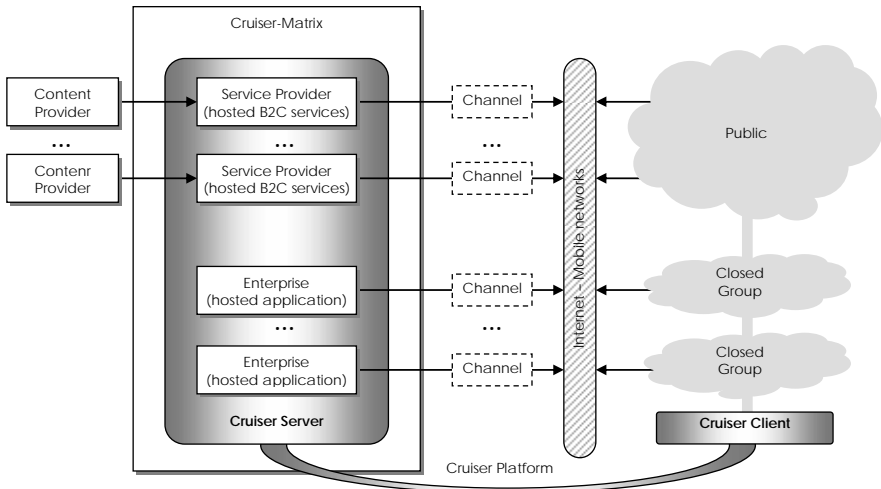 Cruiser-Matrix
Content
Provider
Service Provider
(hosted B2C services)
Channel
Public
...
...
...
Contenr
Provider
Service Provider
(hosted B2C services)
Channel
Internet – Mobile networks
Enterprise
(hosted application)
Channel
Closed
Group
...
...
Enterprise
(hosted application)
Channel
Closed
Group
Cruiser Server
Cruiser Client
Cruiser Platform